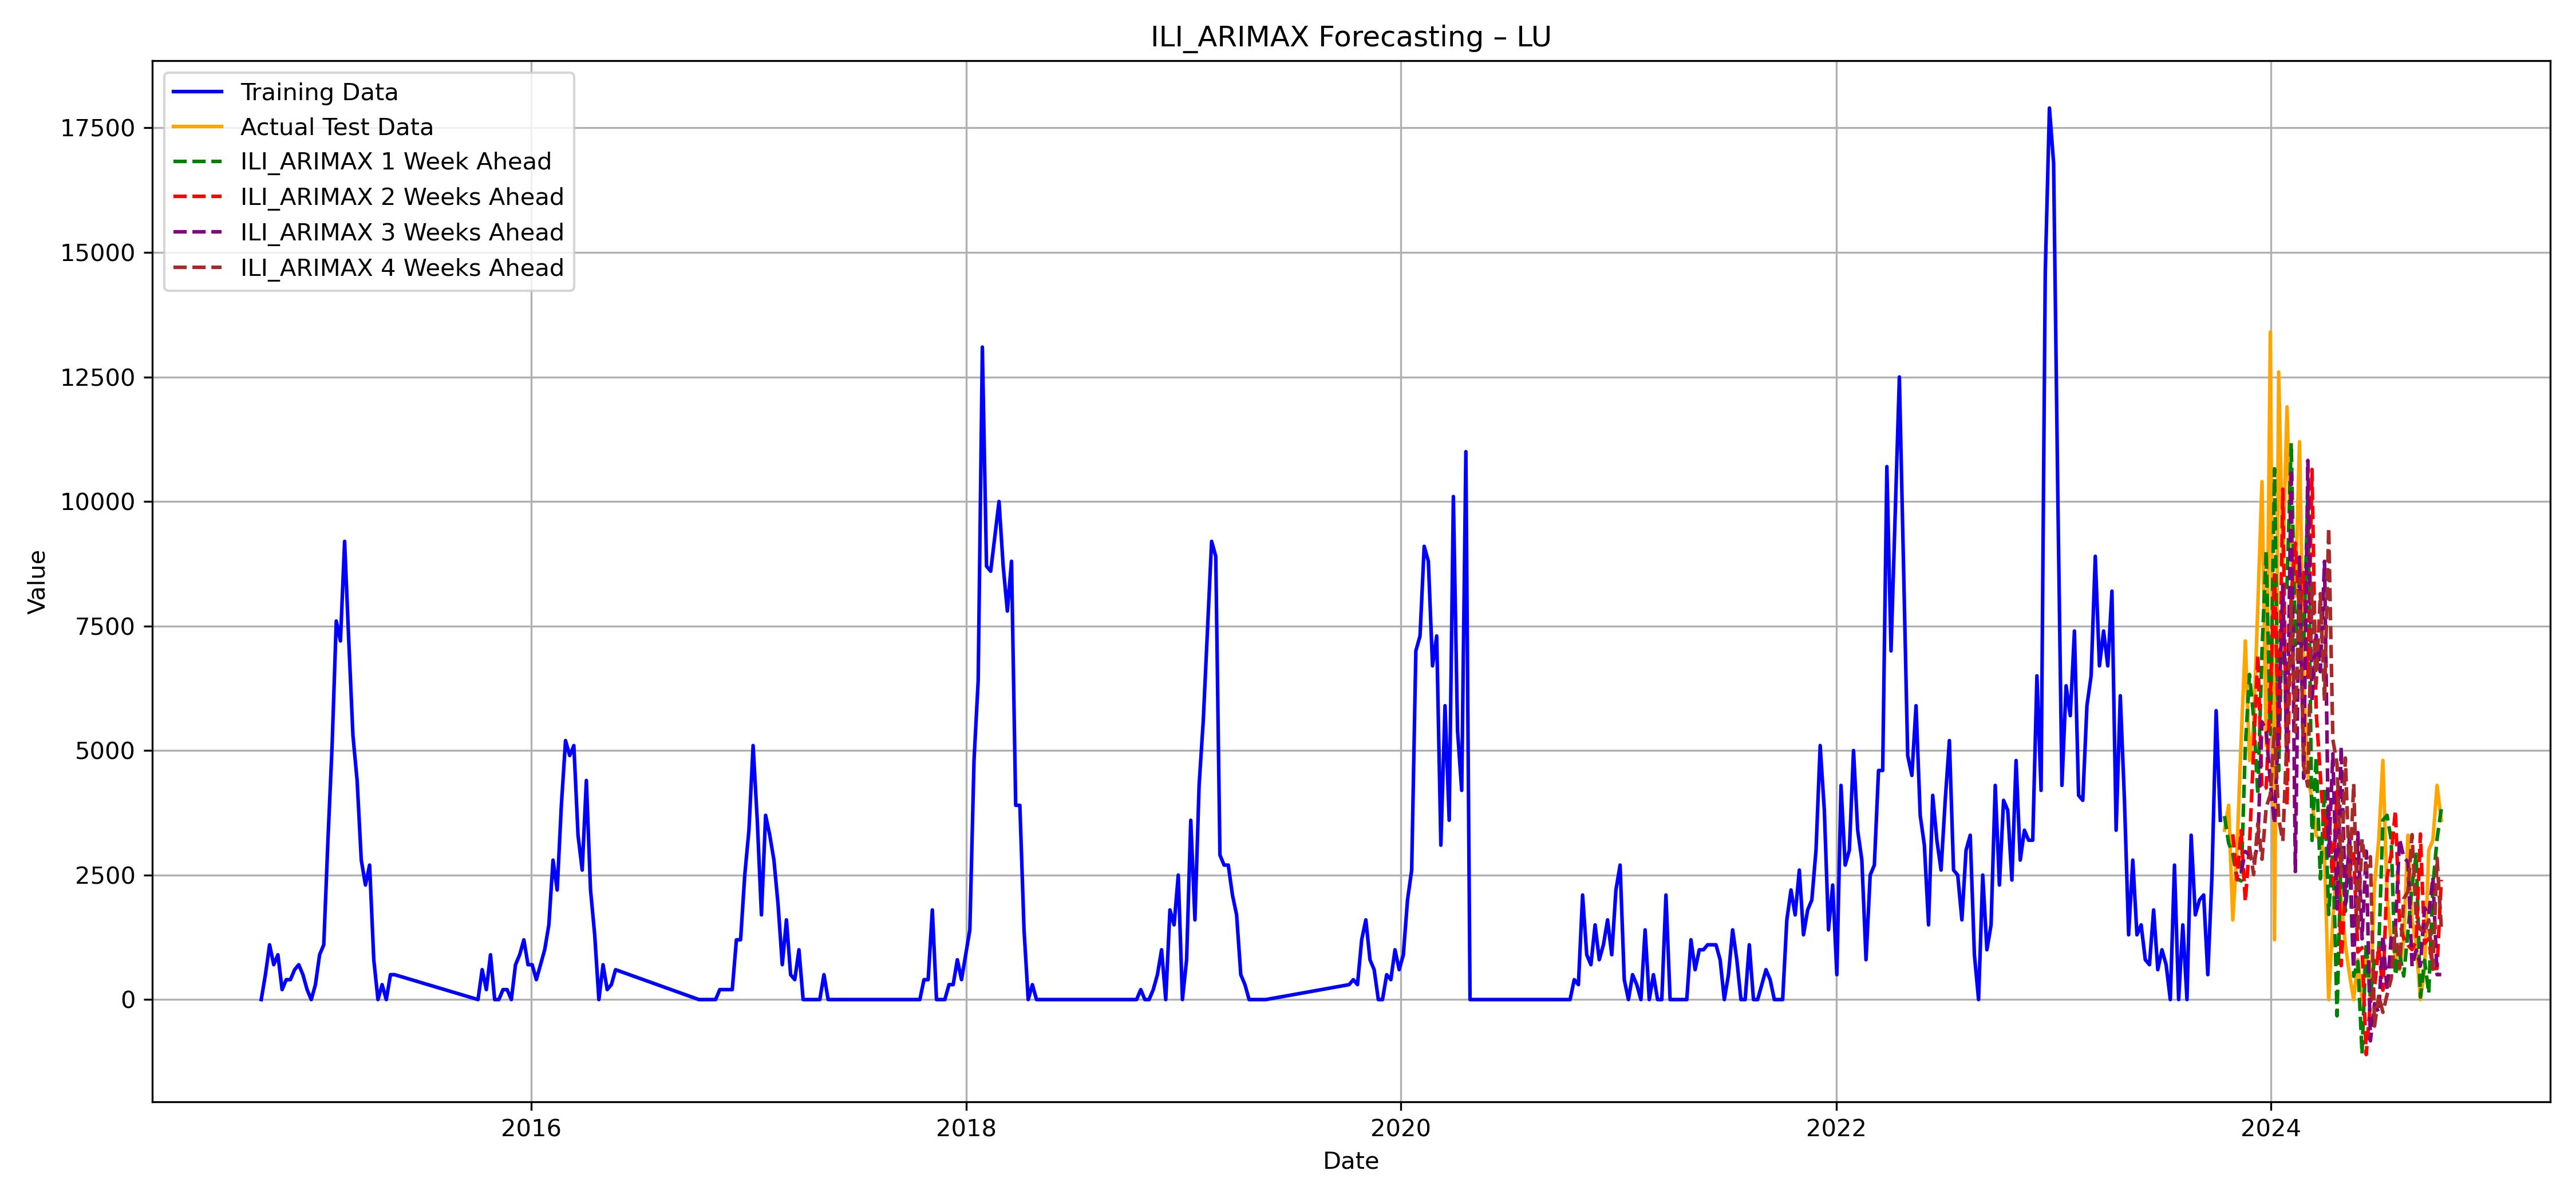 ILI_ARIMAX Forecasting – LU
Training Data
Actual Test Data
ILI_ARIMAX 1 Week Ahead
ILI_ARIMAX 2 Weeks Ahead
ILI_ARIMAX 3 Weeks Ahead
ILI_ARIMAX 4 Weeks Ahead
17500
15000
12500
10000
7500
5000
2500
0
Value
2016
2018
2020
2022
2024
Date